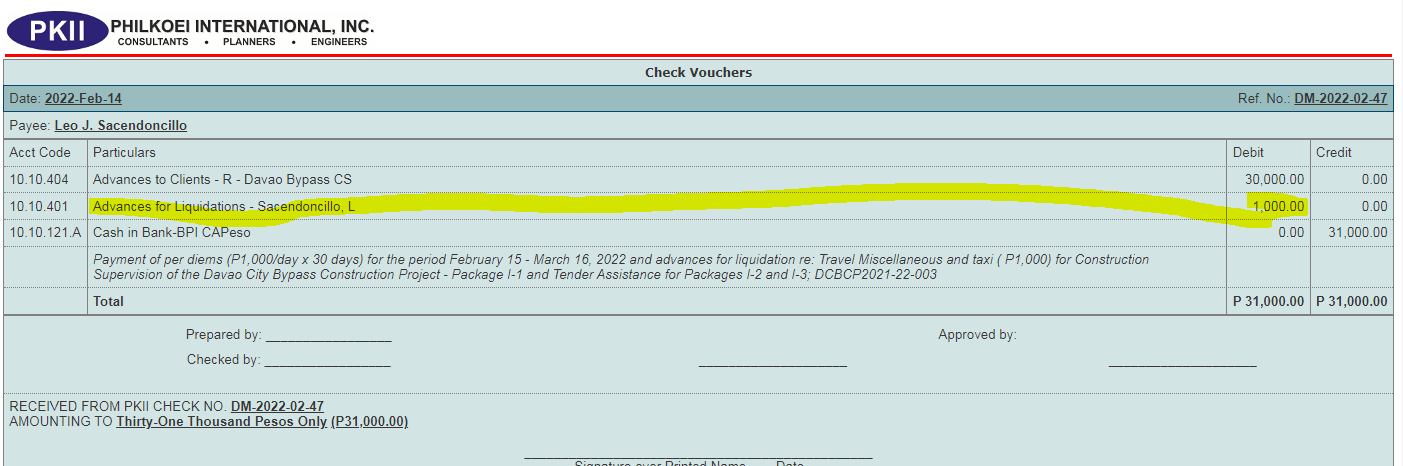 PKII PHILKOEI INTERNATIONAL, INC.
CONSULTANTS • PLANNERS • ENGINEERS
Check Vouchers
Date: 2022-Feb-14 Ref. No.: DM-2022-02-47
Payee: Leo J. Sacendoncillo
Acct Code Particulars Debit Credit
10.10.404 Advances to Clients - R - Davao Bypass CS 30,000.00 0.00
10.10.401 Advances for Liquidations - Sacendoncillo, L 1,000.00 0.00
10.10.121.A Cash in Bank-BPI CAPeso 0.00 31,000.00
Payment of per diems (P1,000/day x 30 days) for the period February 15 - March 16, 2022 and advances for liquidation re: Travel Miscellaneous and taxi ( P1,000) for Construction
Supervision of the Davao City Bypass Construction Project - Package I-1 and Tender Assistance for Packages I-2 and I-3; DCBCP2021-22-003
Total P 31,000.00 P 31,000.00
Prepared by: _________________ Approved by:
Checked by: _________________ ____________________ ____________________
RECEIVED FROM PKII CHECK NO. DM-2022-02-47
AMOUNTING TO Thirty-One Thousand Pesos Only (P31,000.00)
Signature over Printed Name Date